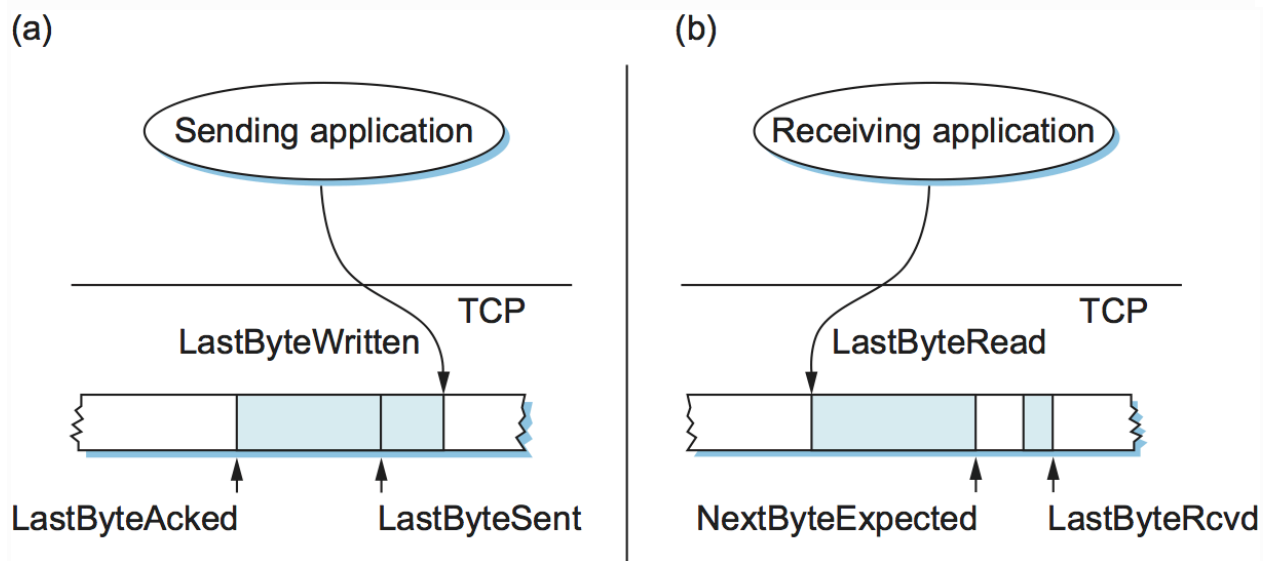 (a)
Sending application
TCP
LastByteWritten
LastByteAcked
LastByteSent
(b)
Receiving application
TCP
LastByteRead
NextByteExpected
LastByteRcvd